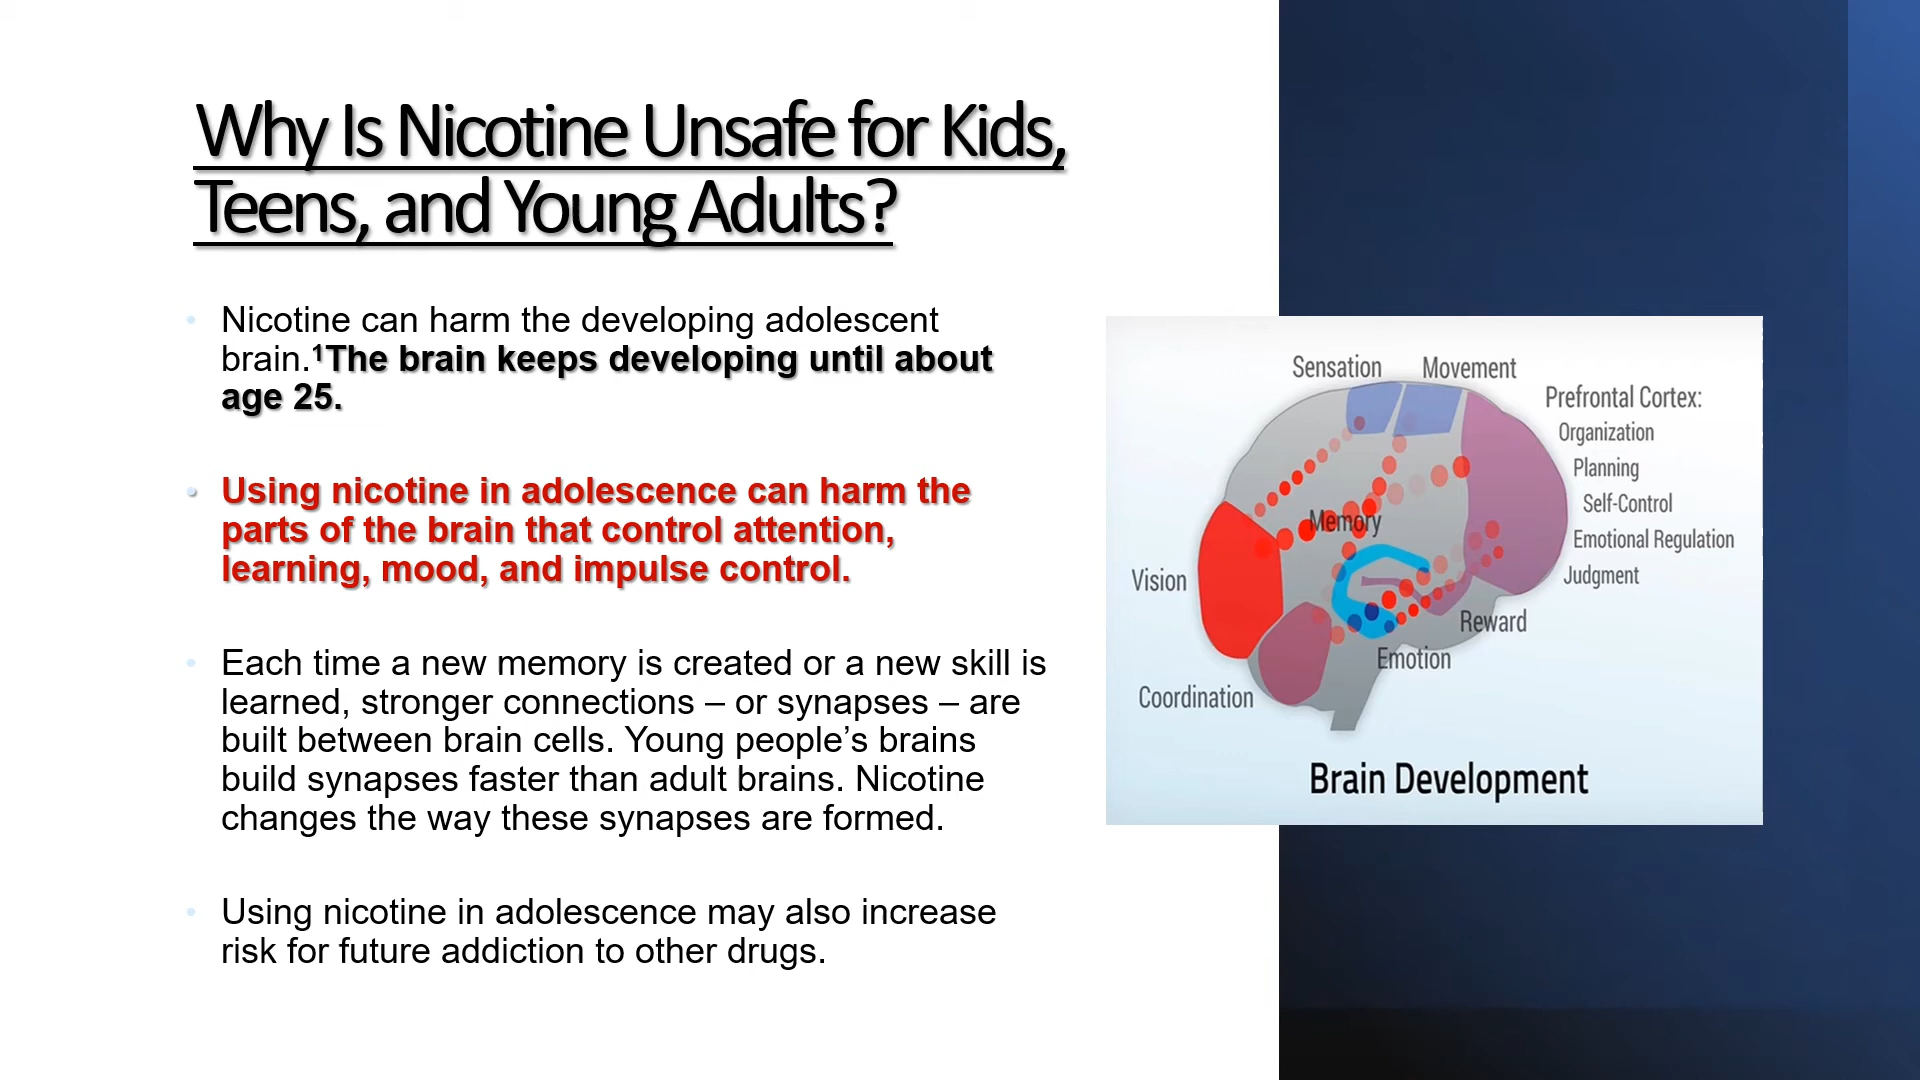 Why Is Nicotine Unsafe for Kids,
Teens, and Young Adults?
• Nicotine can harm the developing adolescent
brain.¹The brain keeps developing until about
age 25.
• Using nicotine in adolescence can harm the
parts of the brain that control attention,
learning, mood, and impulse control.
• Each time a new memory is created or a new skill is
learned, stronger connections – or synapses – are
built between brain cells. Young people’s brains
build synapses faster than adult brains. Nicotine
changes the way these synapses are formed.
• Using nicotine in adolescence may also increase
risk for future addiction to other drugs.
Sensation
Movement
Prefrontal Cortex:
Organization
Planning
Self-Control
Emotional Regulation
Judgment
Memory
Vision
Reward
Emotion
Coordination
Brain Development